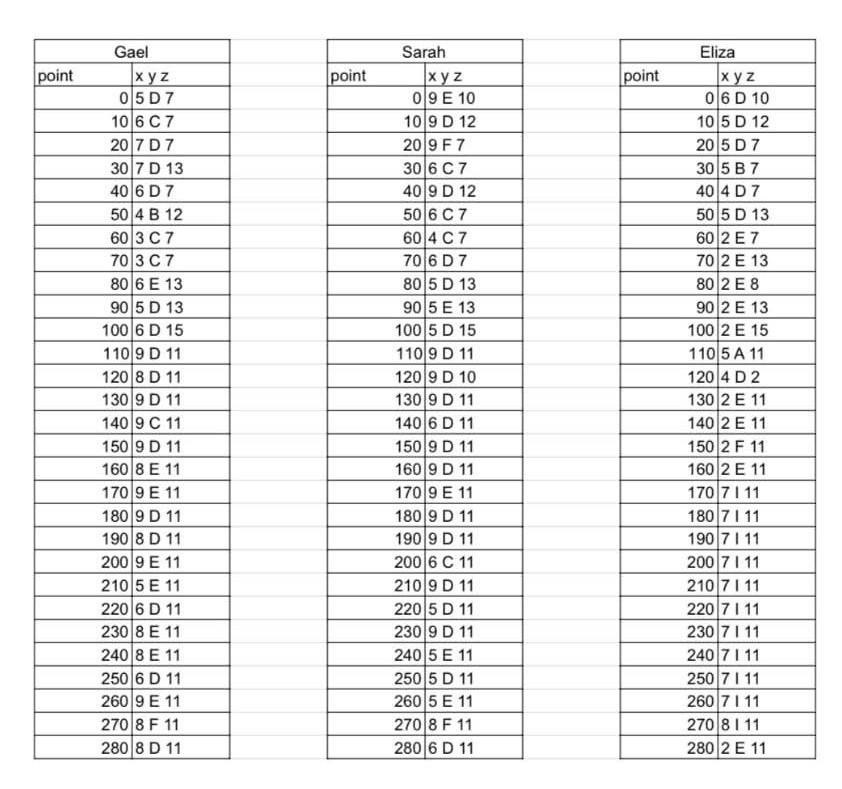 Gael Sarah Eliza
point x y z point x y z point x y z
0 5 D 7 0 9 E 10 0 6 D 10
10 6 C 7 10 9 D 12 10 5 D 12
20 7 D 7 20 9 F 7 20 5 D 7
30 7 D 13 30 6 C 7 30 5 B 7
40 6 D 7 40 9 D 12 40 4 D 7
50 4 B 12 50 6 C 7 50 5 D 13
60 3 C 7 60 4 C 7 60 2 E 7
70 3 C 7 70 6 D 7 70 2 E 13
80 6 E 13 80 5 D 13 80 2 E 8
90 5 D 13 90 5 E 13 90 2 E 13
100 6 D 15 100 5 D 15 100 2 E 15
110 9 D 11 110 9 D 11 110 5 A 11
120 8 D 11 120 9 D 10 120 4 D 2
130 9 D 11 130 9 D 11 130 2 E 11
140 9 C 11 140 6 D 11 140 2 E 11
150 9 D 11 150 9 D 11 150 2 F 11
160 8 E 11 160 9 D 11 160 2 E 11
170 9 E 11 170 9 E 11 170 7 I 11
180 9 D 11 180 9 D 11 180 7 I 11
190 8 D 11 190 9 D 11 190 7 I 11
200 9 E 11 200 6 C 11 200 7 I 11
210 5 E 11 210 9 D 11 210 7 I 11
220 6 D 11 220 5 D 11 220 7 I 11
230 8 E 11 230 9 D 11 230 7 I 11
240 8 E 11 240 5 E 11 240 7 I 11
250 6 D 11 250 5 D 11 250 7 I 11
260 9 E 11 260 5 E 11 260 7 I 11
270 8 F 11 270 8 F 11 270 8 I 11
280 8 D 11 280 6 D 11 280 2 E 11